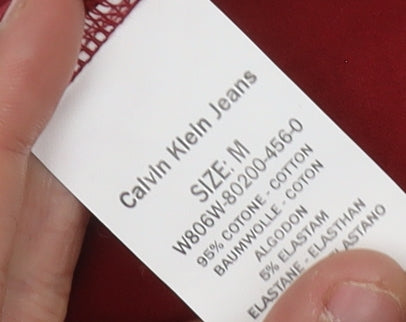 Calvin Klein Jeans
SIZE: M
W806W-80200-456-0
95% COTONE - COTTON
BAUMWOLLE - COTON
ALGODON
5% ELASTAM
ELASTANE - ELASTHAN
ELASTANO